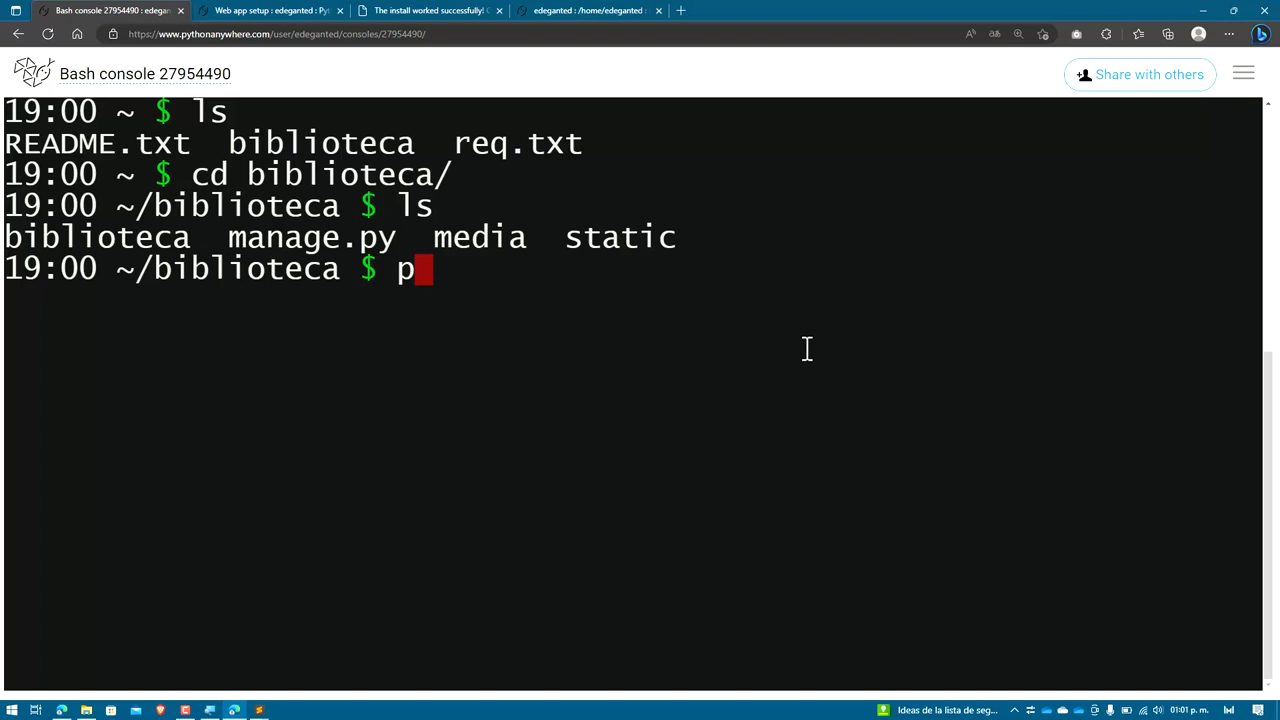 Bash console 27954490 : edegan
Web app setup : edeganted : Pyt
The install worked successfully! C
edeganted : /home/edeganted :
https://www.pythonanywhere.com/user/edeganted/consoles/27954490/
Bash console 27954490
Share with others
19:00 ~ $ ls
README.txt biblioteca req.txt
19:00 ~ $ cd biblioteca/
19:00 ~/biblioteca $ ls
biblioteca manage.py media static
19:00 ~/biblioteca $ p
Ideas de la lista de seg...
01:01 p. m.